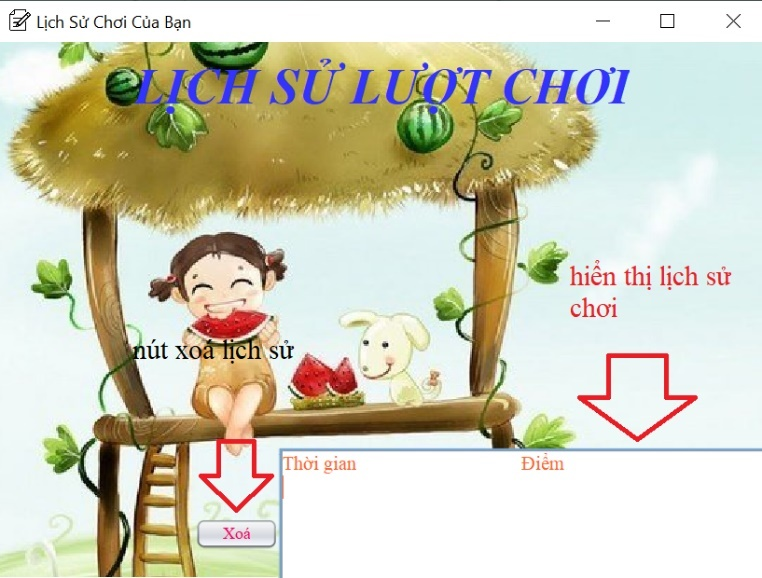 Lịch Sử Chơi Của Bạn
LỊCH SỬ LƯỢT CHƠI
hiển thị lịch sử
chơi
nút xoá lịch sử
Thời gian Điểm
Xoá